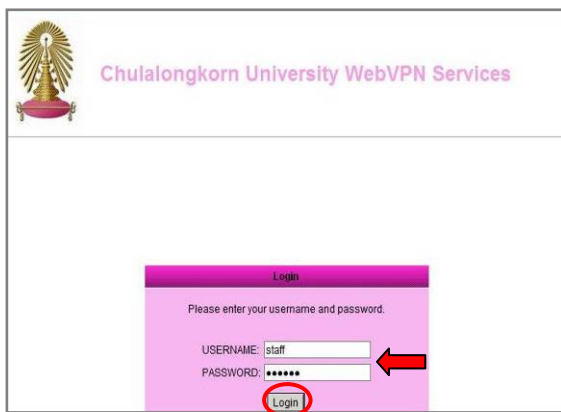 Chulalongkorn University WebVPN Services
Login
Please enter your username and password.
USERNAME: staff
PASSWORD: ●●●●●●
Login